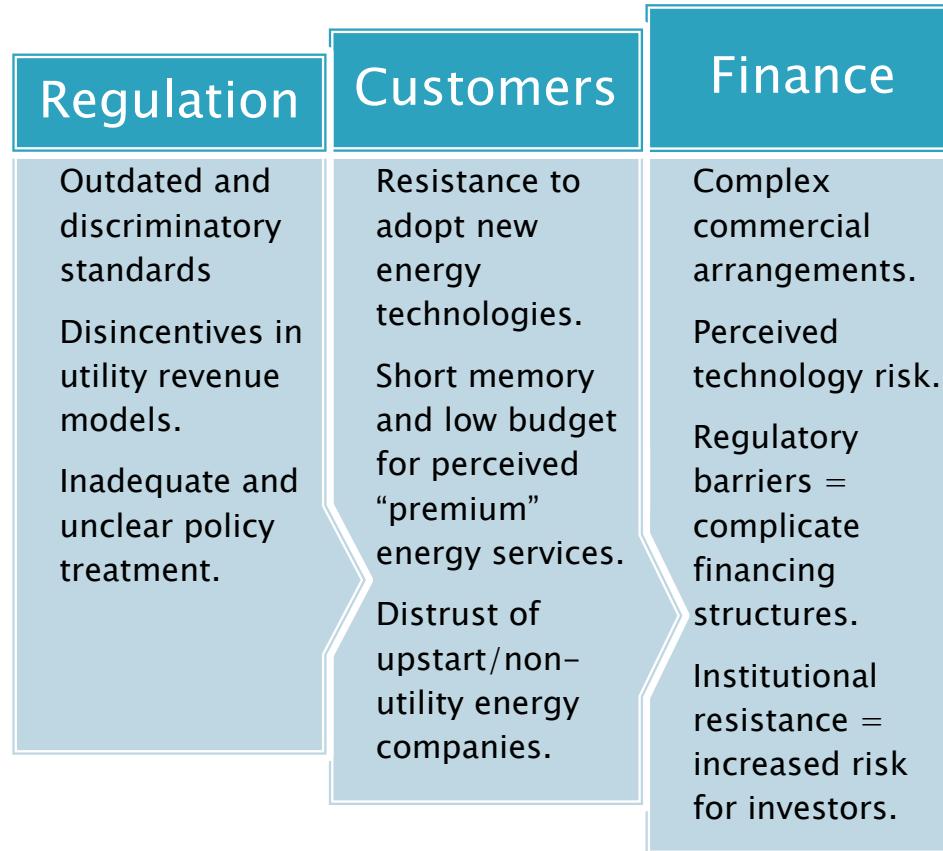 Regulation
Outdated and
discriminatory
standards
Disincentives in
utility revenue
models.
Inadequate and
unclear policy
treatment.
Customers
Resistance to
adopt new
energy
technologies.
Short memory
and low budget
for perceived
“premium”
energy services.
Distrust of
upstart/non-
utility energy
companies.
Finance
Complex
commercial
arrangements.
Perceived
technology risk.
Regulatory
barriers =
complicate
financing
structures.
Institutional
resistance =
increased risk
for investors.